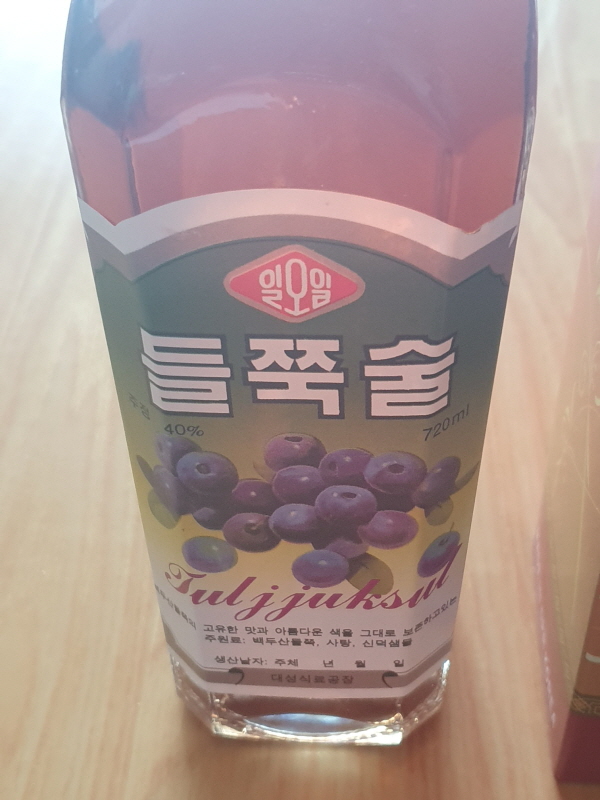 일오일
들쭉술
주정 40%
720ml
Tuljjuksul
고유한 맛과 아름다운 색을 그대로 보존하고있는
주원료: 백두산들쭉, 사탕, 신덕샘물
생산날자: 주체 년 월 일
대성식료공장